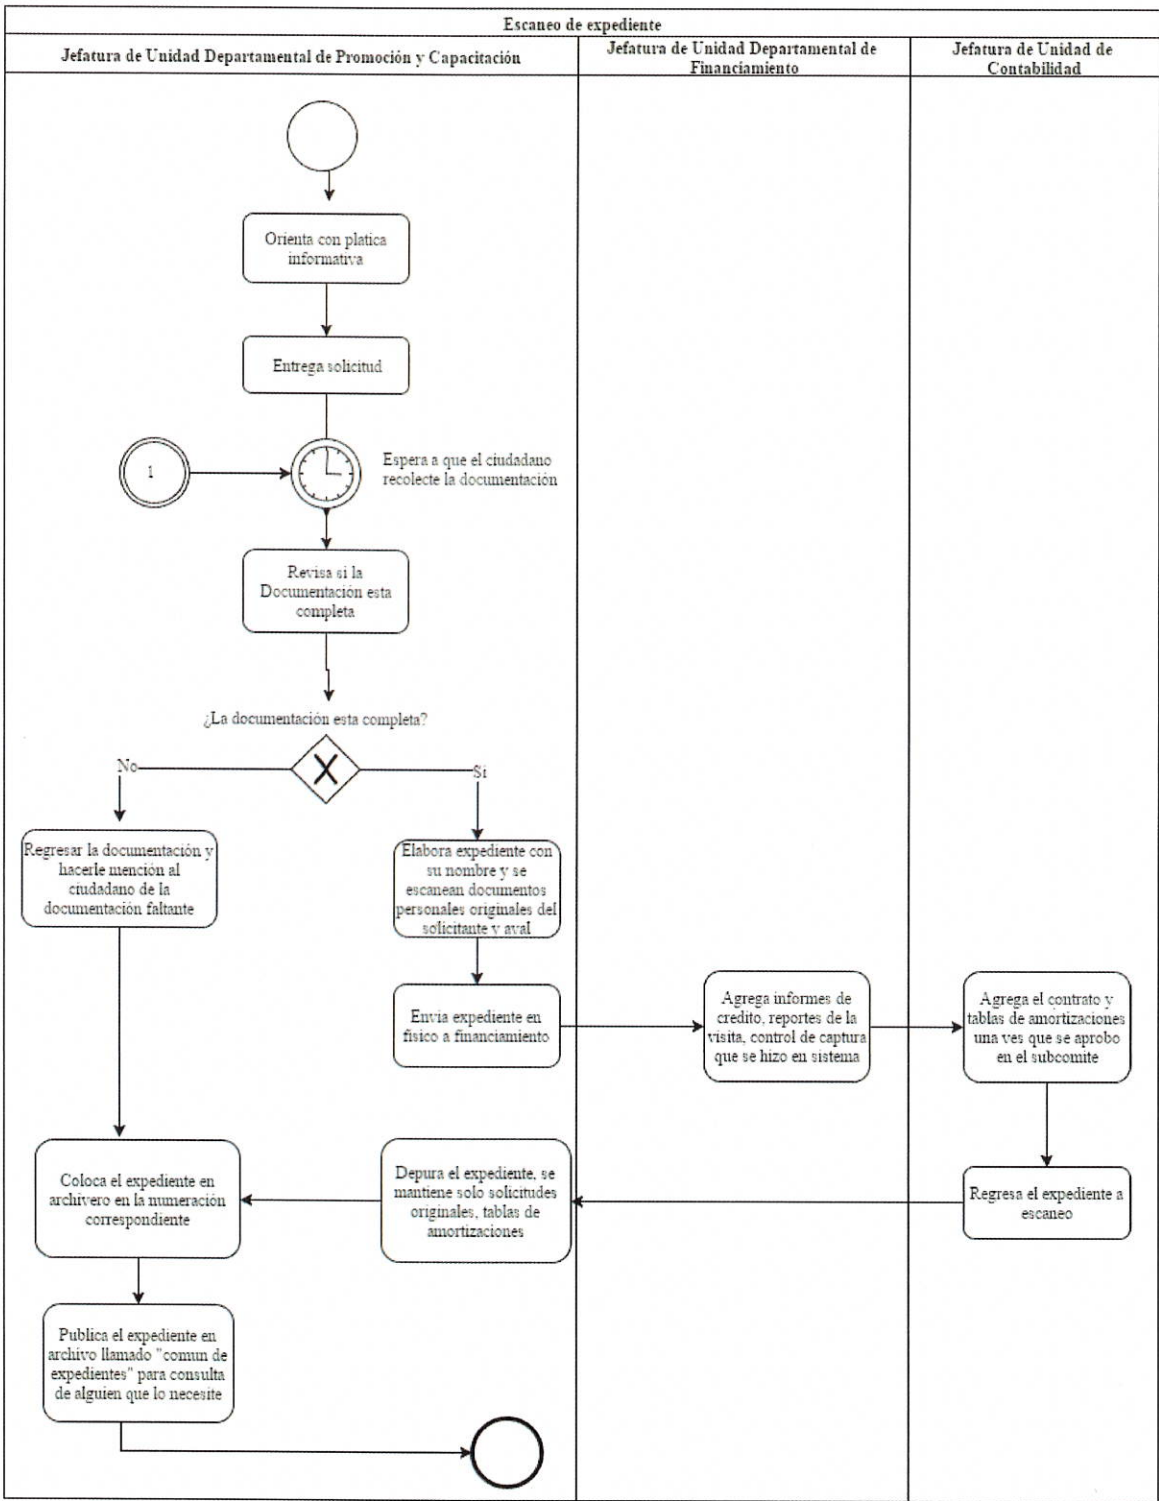 Escaneo de expediente
Jefatura de Unidad Departamental de Promoción y Capacitación
Jefatura de Unidad Departamental de
Financiamiento
Jefatura de Unidad de
Contabilidad
Orienta con platica
informativa
Entrega solicitud
1
Espera a que el ciudadano
recolecte la documentación
Revisa si la
Documentación esta
completa
¿La documentación esta completa?
No
Si
Regresar la documentación y
hacerle mención al
ciudadano de la
documentación faltante
Elabora expediente con
su nombre y se
escanean documentos
personales originales del
solicitante y aval
Envia expediente en
físico a financiamiento
Agrega informes de
credito, reportes de la
visita, control de captura
que se hizo en sistema
Agrega el contrato y
tablas de amortizaciones
una ves que se aprobo
en el subcomite
Coloca el expediente en
archivero en la numeración
correspondiente
Depura el expediente, se
mantiene solo solicitudes
originales, tablas de
amortizaciones
Regresa el expediente a
escaneo
Publica el expediente en
archivo llamado "comun de
expedientes" para consulta
de alguien que lo necesite